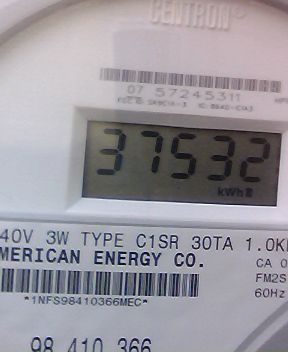 CENTRON®
07 57245311
37532
kWh
40V 3W TYPE C1SR 30TA 1.0K
MERICAN ENERGY CO.
CA 0
FM2S
60Hz
*1NFS98410366MEC*
98 410 366